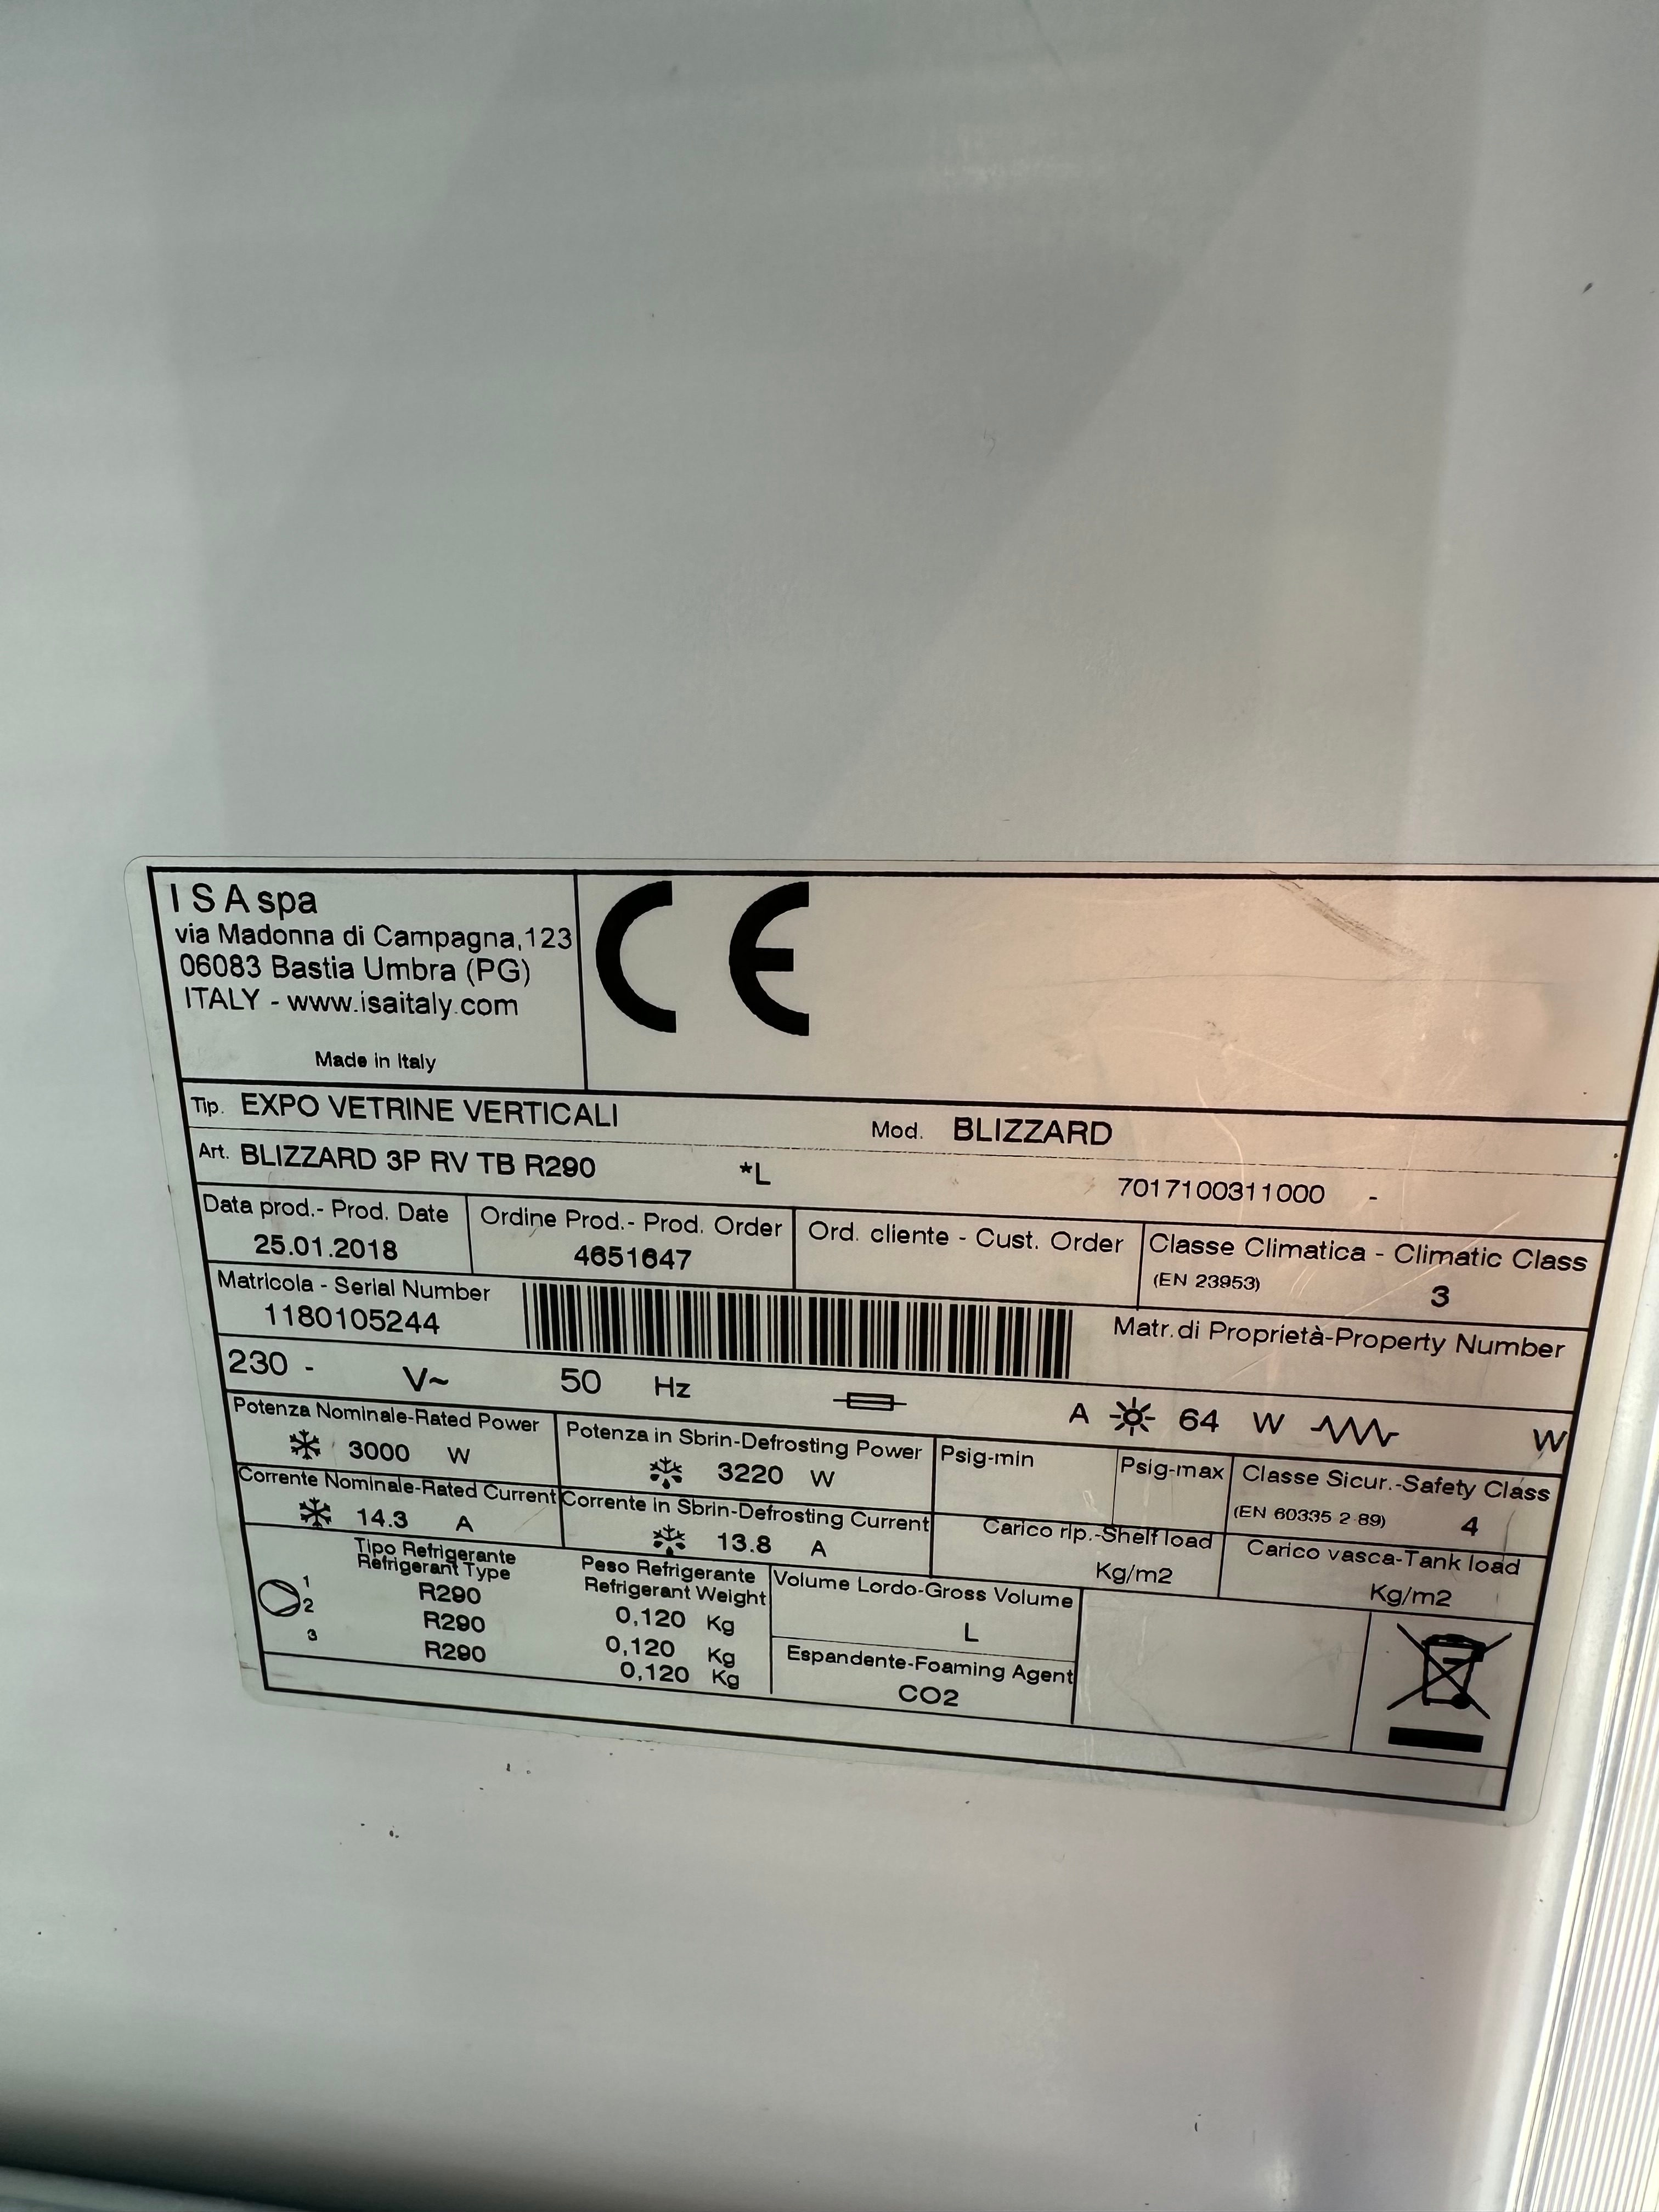 I S A spa
via Madonna di Campagna,123
06083 Bastia Umbra (PG)
ITALY - www.isaitaly.com
Made in Italy
CE
Tip. EXPO VETRINE VERTICALI Mod. BLIZZARD
Art. BLIZZARD 3P RV TB R290 *L 7017100311000 -
Data prod.- Prod. Date
25.01.2018
Ordine Prod.- Prod. Order
4651647
Ord. cliente - Cust. Order
Classe Climatica - Climatic Class
(EN 23953) 3
Matricola - Serial Number
1180105244
Matr.di Proprietà-Property Number
230 - V~ 50 Hz A 64 W W
Potenza Nominale-Rated Power
3000 W
Potenza in Sbrin-Defrosting Power
3220 W
Psig-min
Psig-max
Classe Sicur.-Safety Class
(EN 60335 2 89) 4
Corrente Nominale-Rated Current
14.3 A
Corrente in Sbrin-Defrosting Current
13.8 A
Carico rip.-Shelf load
Kg/m2
Carico vasca-Tank load
Kg/m2
Tipo Refrigerante
Refrigerant Type
Peso Refrigerante
Refrigerant Weight
1 R290 0,120 Kg
2 R290 0,120 Kg
3 R290 0,120 Kg
Volume Lordo-Gross Volume
L
Espandente-Foaming Agent
CO2